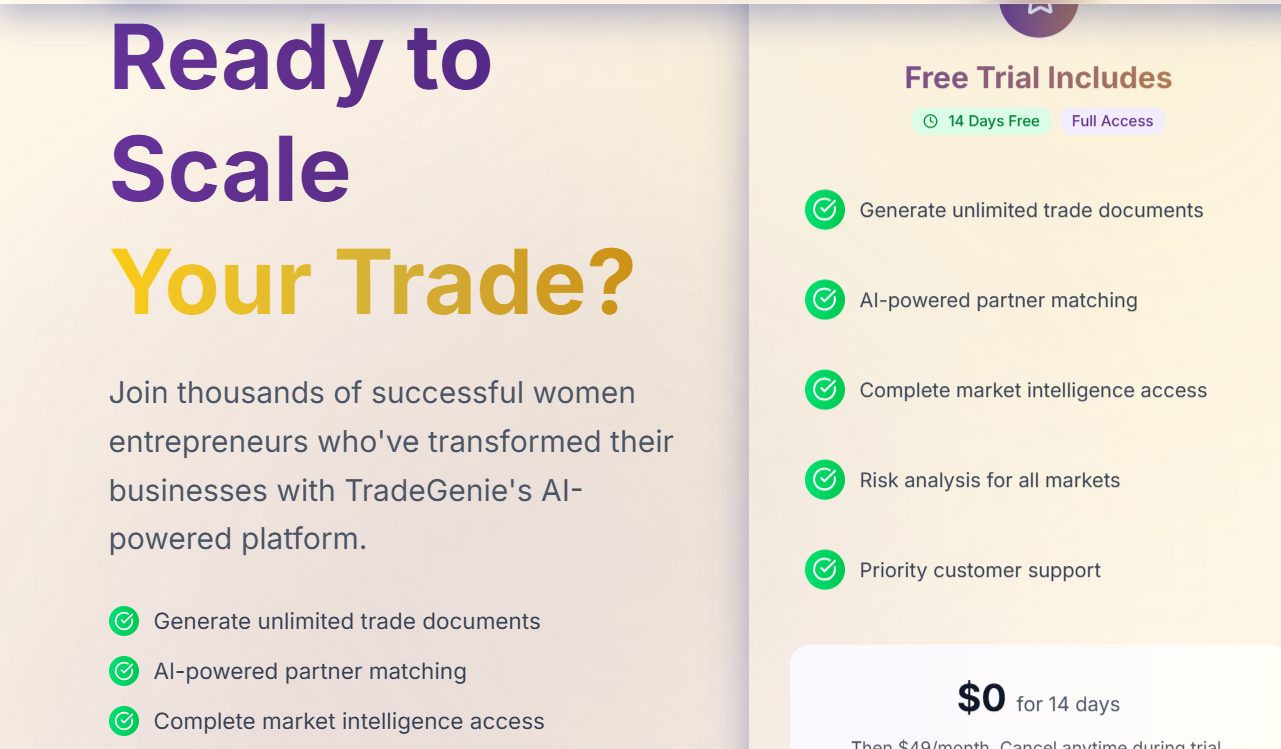 Ready to
Scale
Your Trade?
Join thousands of successful women
entrepreneurs who've transformed their
businesses with TradeGenie's AI-
powered platform.
Generate unlimited trade documents
AI-powered partner matching
Complete market intelligence access
Free Trial Includes
14 Days Free
Full Access
Generate unlimited trade documents
AI-powered partner matching
Complete market intelligence access
Risk analysis for all markets
Priority customer support
$0 for 14 days
Then $49/month. Cancel anytime during trial.